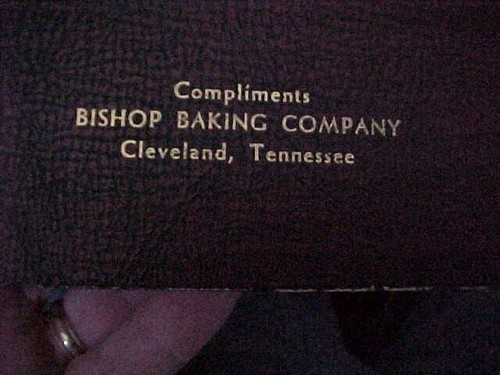 Compliments
BISHOP BAKING COMPANY
Cleveland, Tennessee